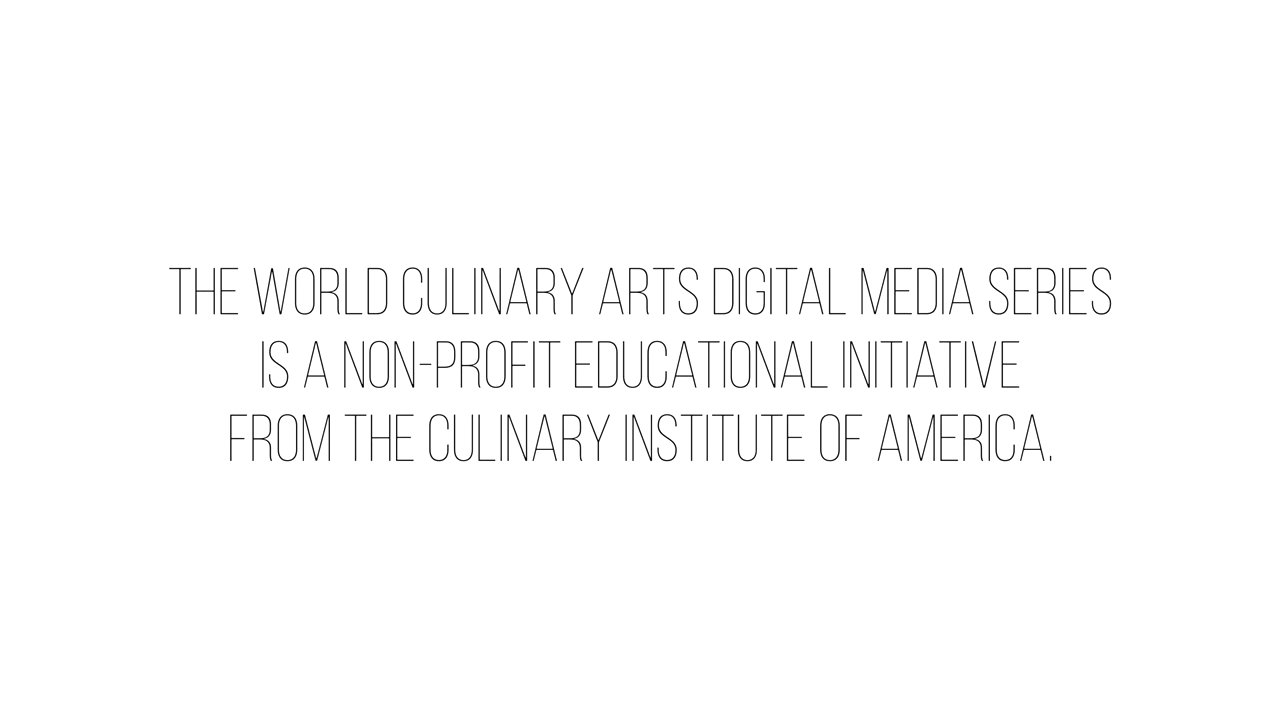 THE WORLD CULINARY ARTS DIGITAL MEDIA SERIES
IS A NON-PROFIT EDUCATIONAL INITIATIVE
FROM THE CULINARY INSTITUTE OF AMERICA.